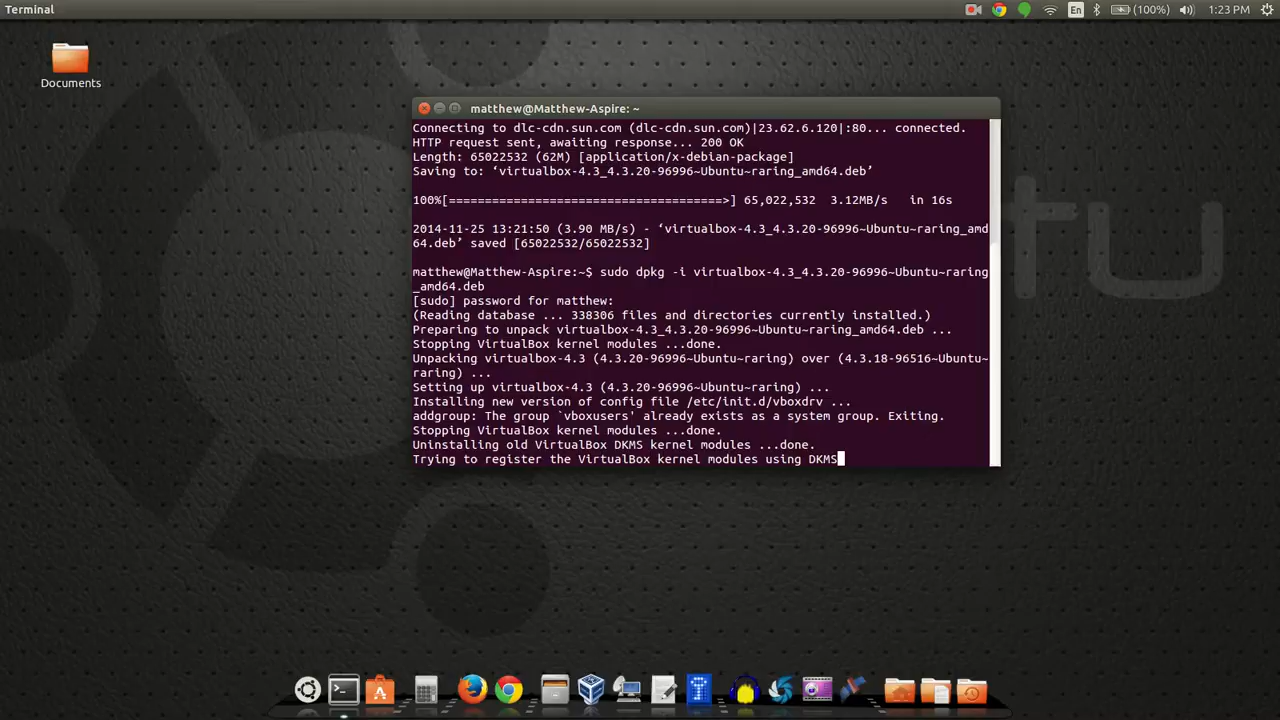 Terminal
En
(100%)
1:23 PM
Documents
matthew@Matthew-Aspire: ~
Connecting to dlc-cdn.sun.com (dlc-cdn.sun.com)|23.62.6.120|:80... connected.
HTTP request sent, awaiting response... 200 OK
Length: 65022532 (62M) [application/x-debian-package]
Saving to: ‘virtualbox-4.3_4.3.20-96996~Ubuntu~raring_amd64.deb’
100%[======================================>] 65,022,532  3.12MB/s   in 16s
2014-11-25 13:21:50 (3.90 MB/s) - ‘virtualbox-4.3_4.3.20-96996~Ubuntu~raring_amd
64.deb’ saved [65022532/65022532]
matthew@Matthew-Aspire:~$ sudo dpkg -i virtualbox-4.3_4.3.20-96996~Ubuntu~raring
_amd64.deb
[sudo] password for matthew:
(Reading database ... 338306 files and directories currently installed.)
Preparing to unpack virtualbox-4.3_4.3.20-96996~Ubuntu~raring_amd64.deb ...
Stopping VirtualBox kernel modules ...done.
Unpacking virtualbox-4.3 (4.3.20-96996~Ubuntu~raring) over (4.3.18-96516~Ubuntu~
raring) ...
Setting up virtualbox-4.3 (4.3.20-96996~Ubuntu~raring) ...
Installing new version of config file /etc/init.d/vboxdrv ...
addgroup: The group `vboxusers' already exists as a system group. Exiting.
Stopping VirtualBox kernel modules ...done.
Uninstalling old VirtualBox DKMS kernel modules ...done.
Trying to register the VirtualBox kernel modules using DKMS
tu